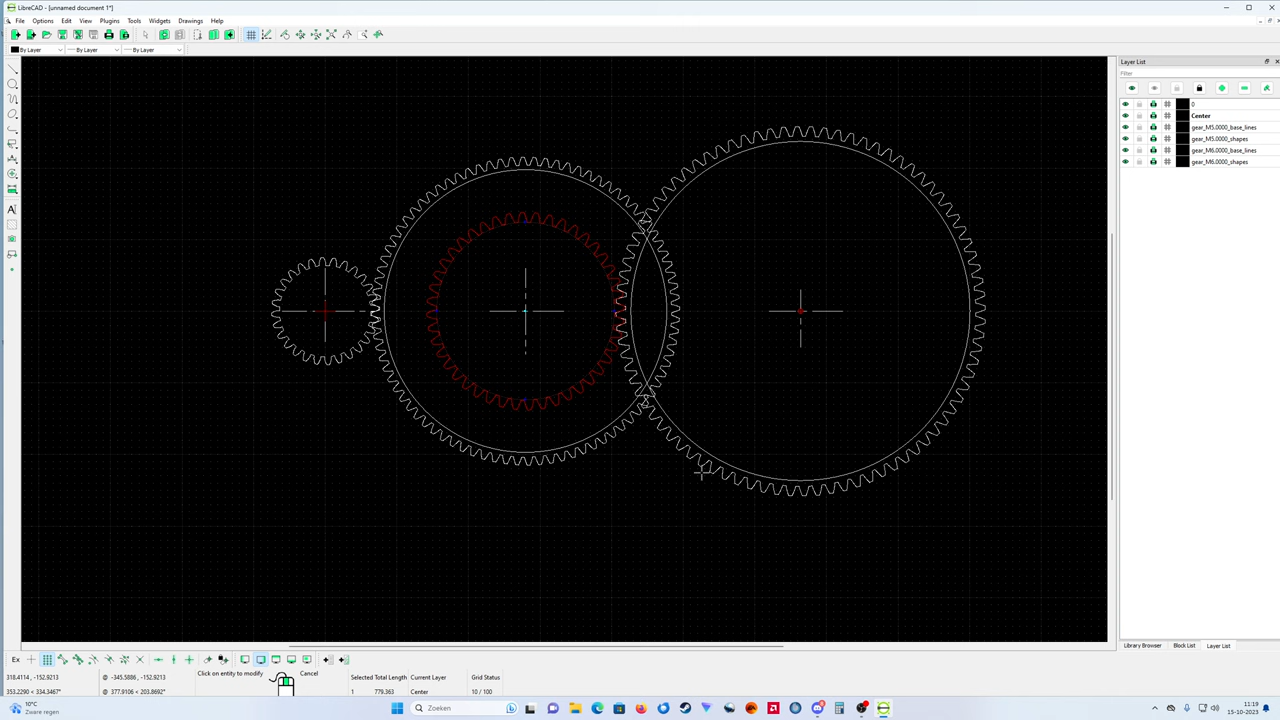 LibreCAD - [unnamed document 1*]
File Options Edit View Plugins Tools Widgets Drawings Help
By Layer By Layer By Layer
Layer List
Filter
0
Center
gear_M5.0000_base_lines
gear_M5.0000_shapes
gear_M6.0000_base_lines
gear_M6.0000_shapes
Library Browser Block List Layer List
Ex
318.4114 , -152.9213 @ -345.5886 , -152.9213 Click on entity to modify Cancel Selected Total Length Current Layer Grid Status
353.2290 < 334.3467° @ 377.9106 < 203.8692° 1 779.363 Center 10 / 100
10°C
Zware regen
Zoeken
11:19
15-10-2023